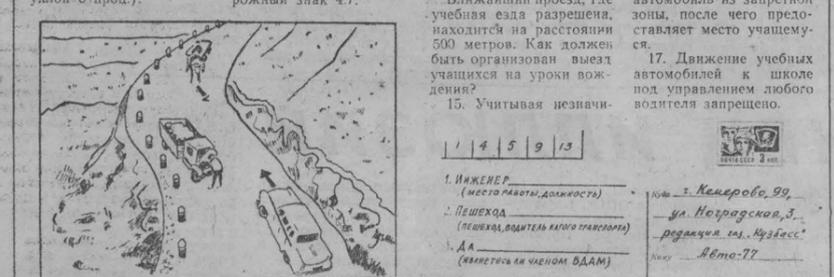 рожный знак 4.7.
Ближайший проезд, где
учебная езда разрешена,
находится на расстоянии
500 метров. Как должен
быть организован выезд
учащихся на уроки вож-
дения?
15. Учитывая незначи-
автомобиль из запретной
зоны, после чего предо-
ставляет место учащему-
ся.
17. Движение учебных
автомобилей к школе
под управлением любого
водителя запрещено.
1 4 5 9 13
1. Инженер
(место работы, должность)
2. Пешеход
(пешеход, водитель какого транспорта)
3. Да
(являетесь ли членом ВДАМ)
почта СССР 3 коп.
Куда г. Кемерово, 99,
ул. Ноградская, 3,
редакция газ. „Кузбасс"
Кому Авто-77